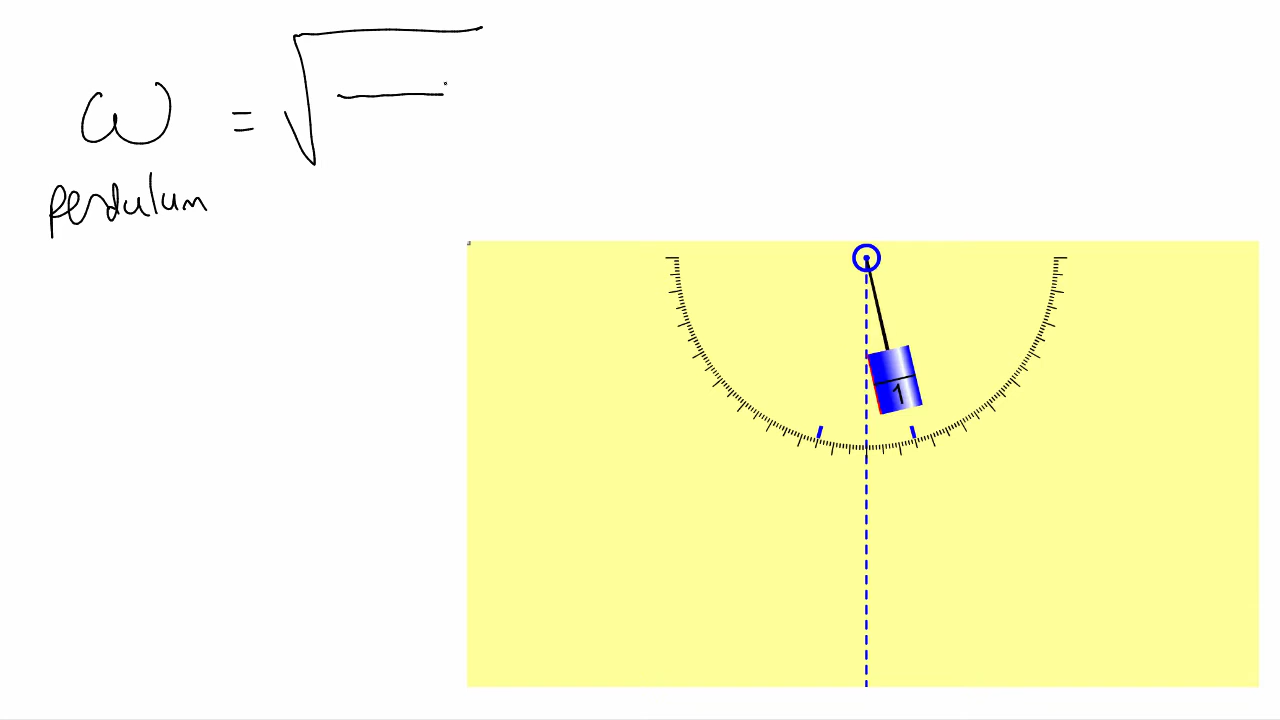 ω = √
pendulum
1